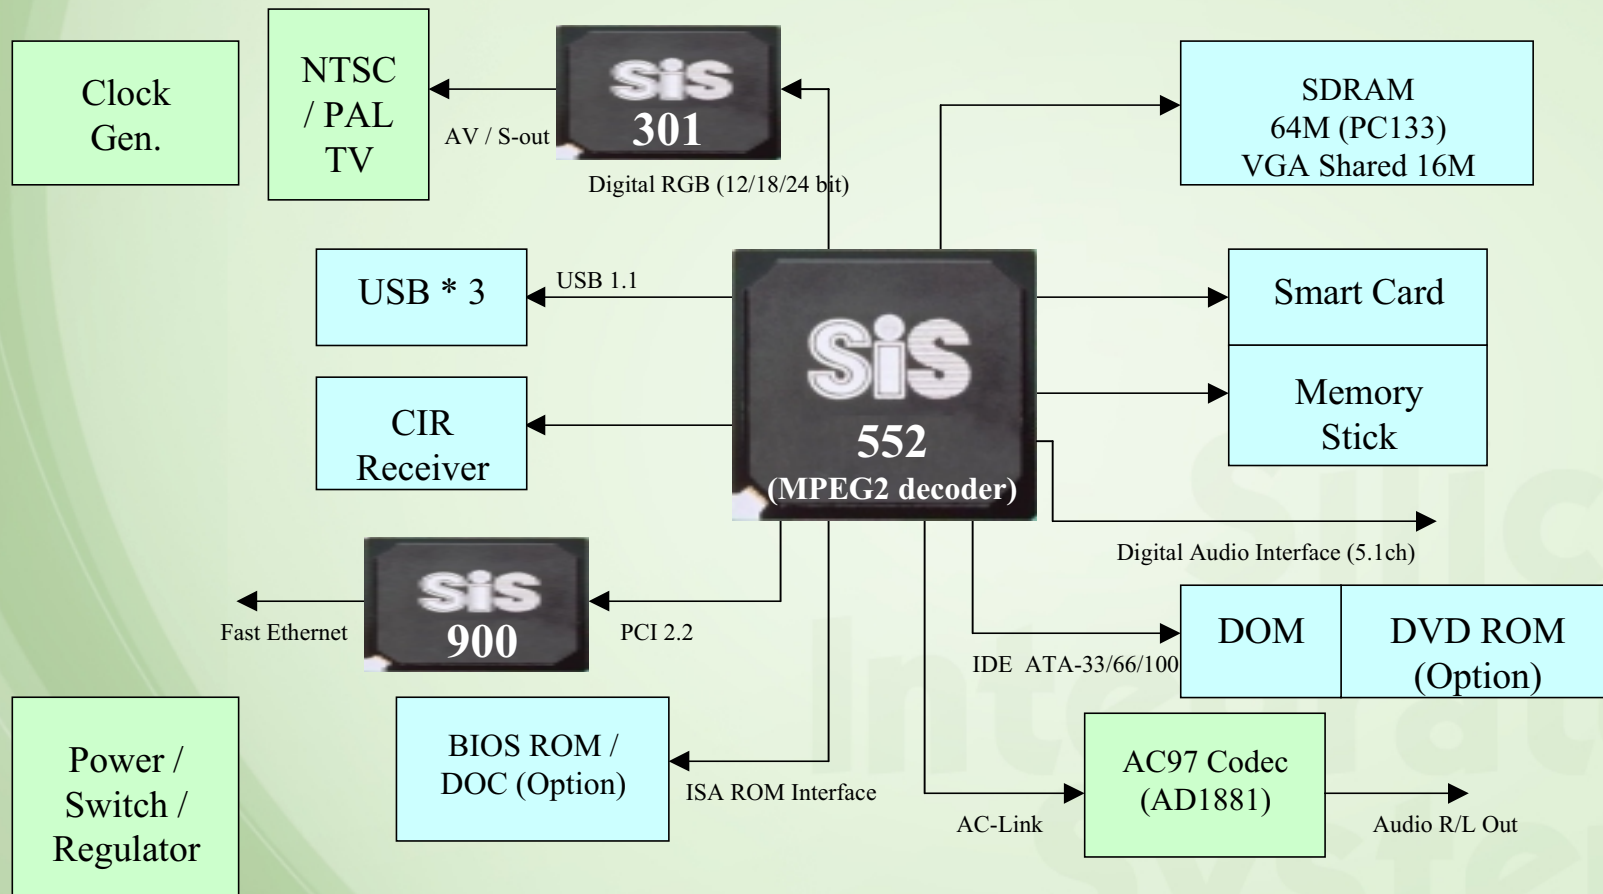 Clock
Gen.
NTSC
/ PAL
TV
AV / S-out
SiS
301
Digital RGB (12/18/24 bit)
SDRAM
64M (PC133)
VGA Shared 16M
USB * 3
USB 1.1
CIR
Receiver
SiS
552
(MPEG2 decoder)
Smart Card
Memory
Stick
Digital Audio Interface (5.1ch)
Fast Ethernet
SiS
900
PCI 2.2
IDE ATA-33/66/100
DOM
DVD ROM
(Option)
Power /
Switch /
Regulator
BIOS ROM /
DOC (Option)
ISA ROM Interface
AC-Link
AC97 Codec
(AD1881)
Audio R/L Out